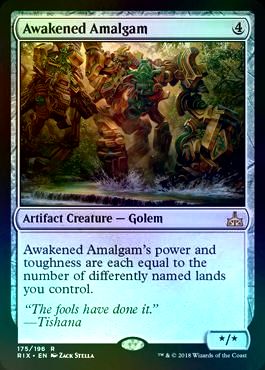 Awakened Amalgam 4
Artifact Creature — Golem
Awakened Amalgam's power and
toughness are each equal to the
number of differently named lands
you control.
"The fools have done it."
—Tishana
175/196 R
RIX • EN ZACK STELLA
*/*
™ & © 2018 Wizards of the Coast